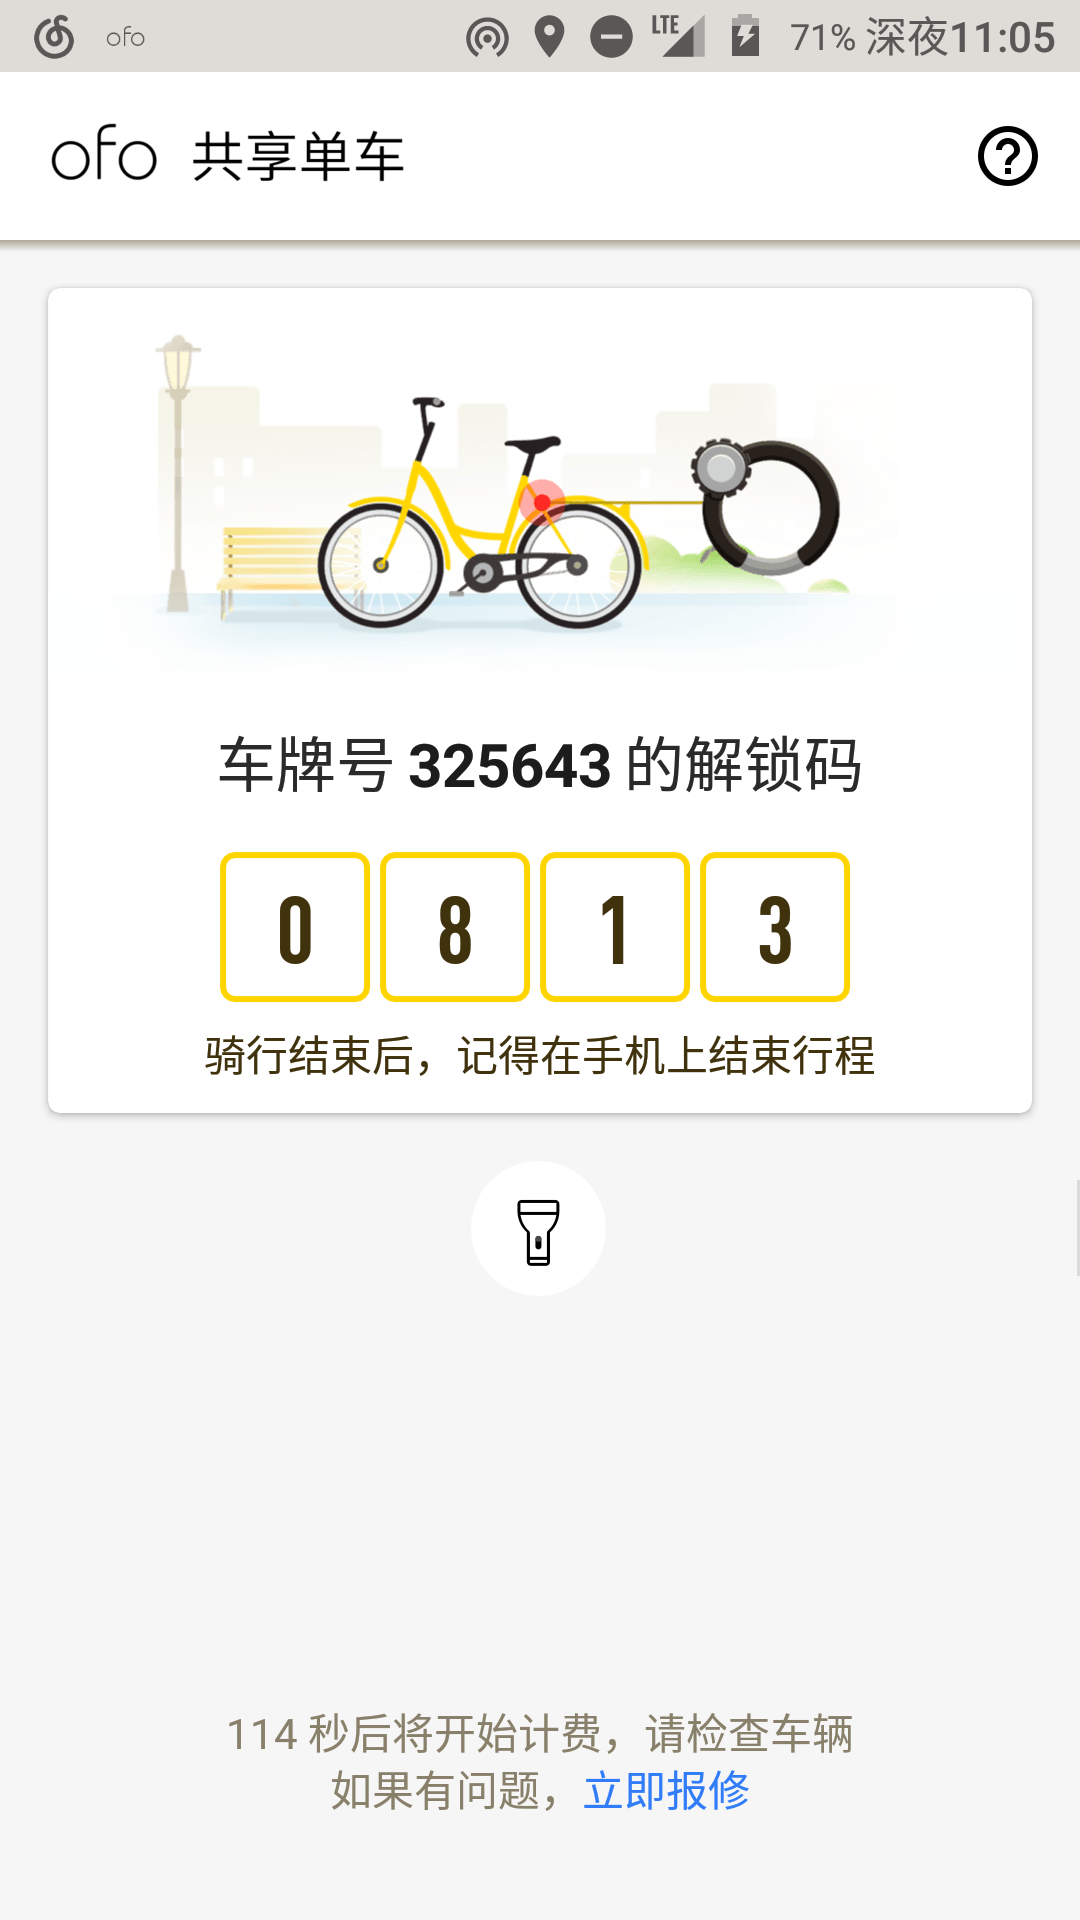 ofo LTE 71% 深夜11:05
ofo 共享单车
车牌号 325643 的解锁码
0 8 1 3
骑行结束后，记得在手机上结束行程
114 秒后将开始计费，请检查车辆
如果有问题，立即报修